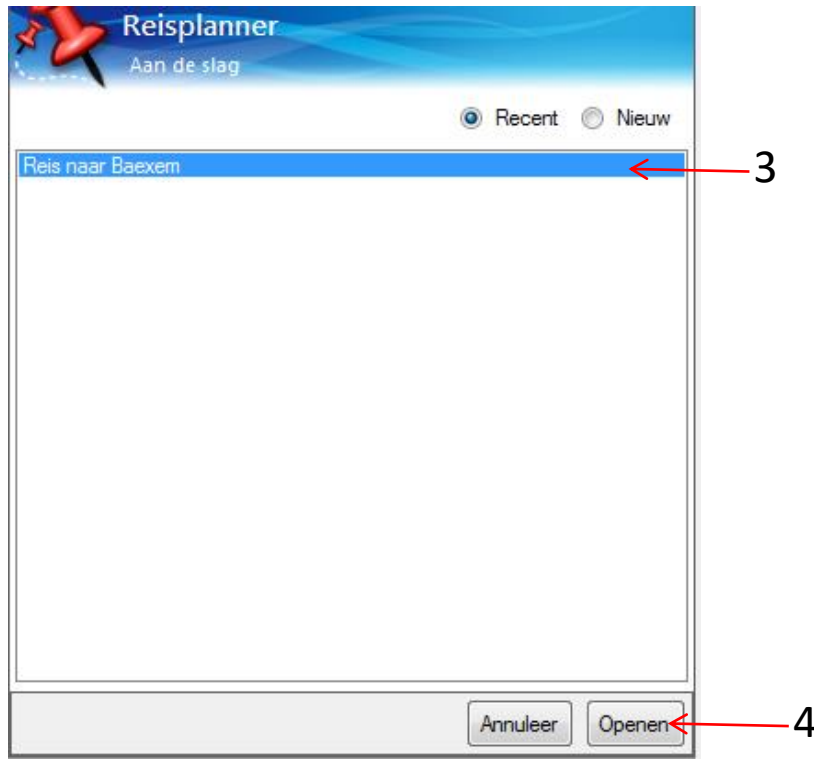 Reisplanner
Aan de slag
Recent Nieuw
Reis naar Baexem
3
Annuleer Openen
4